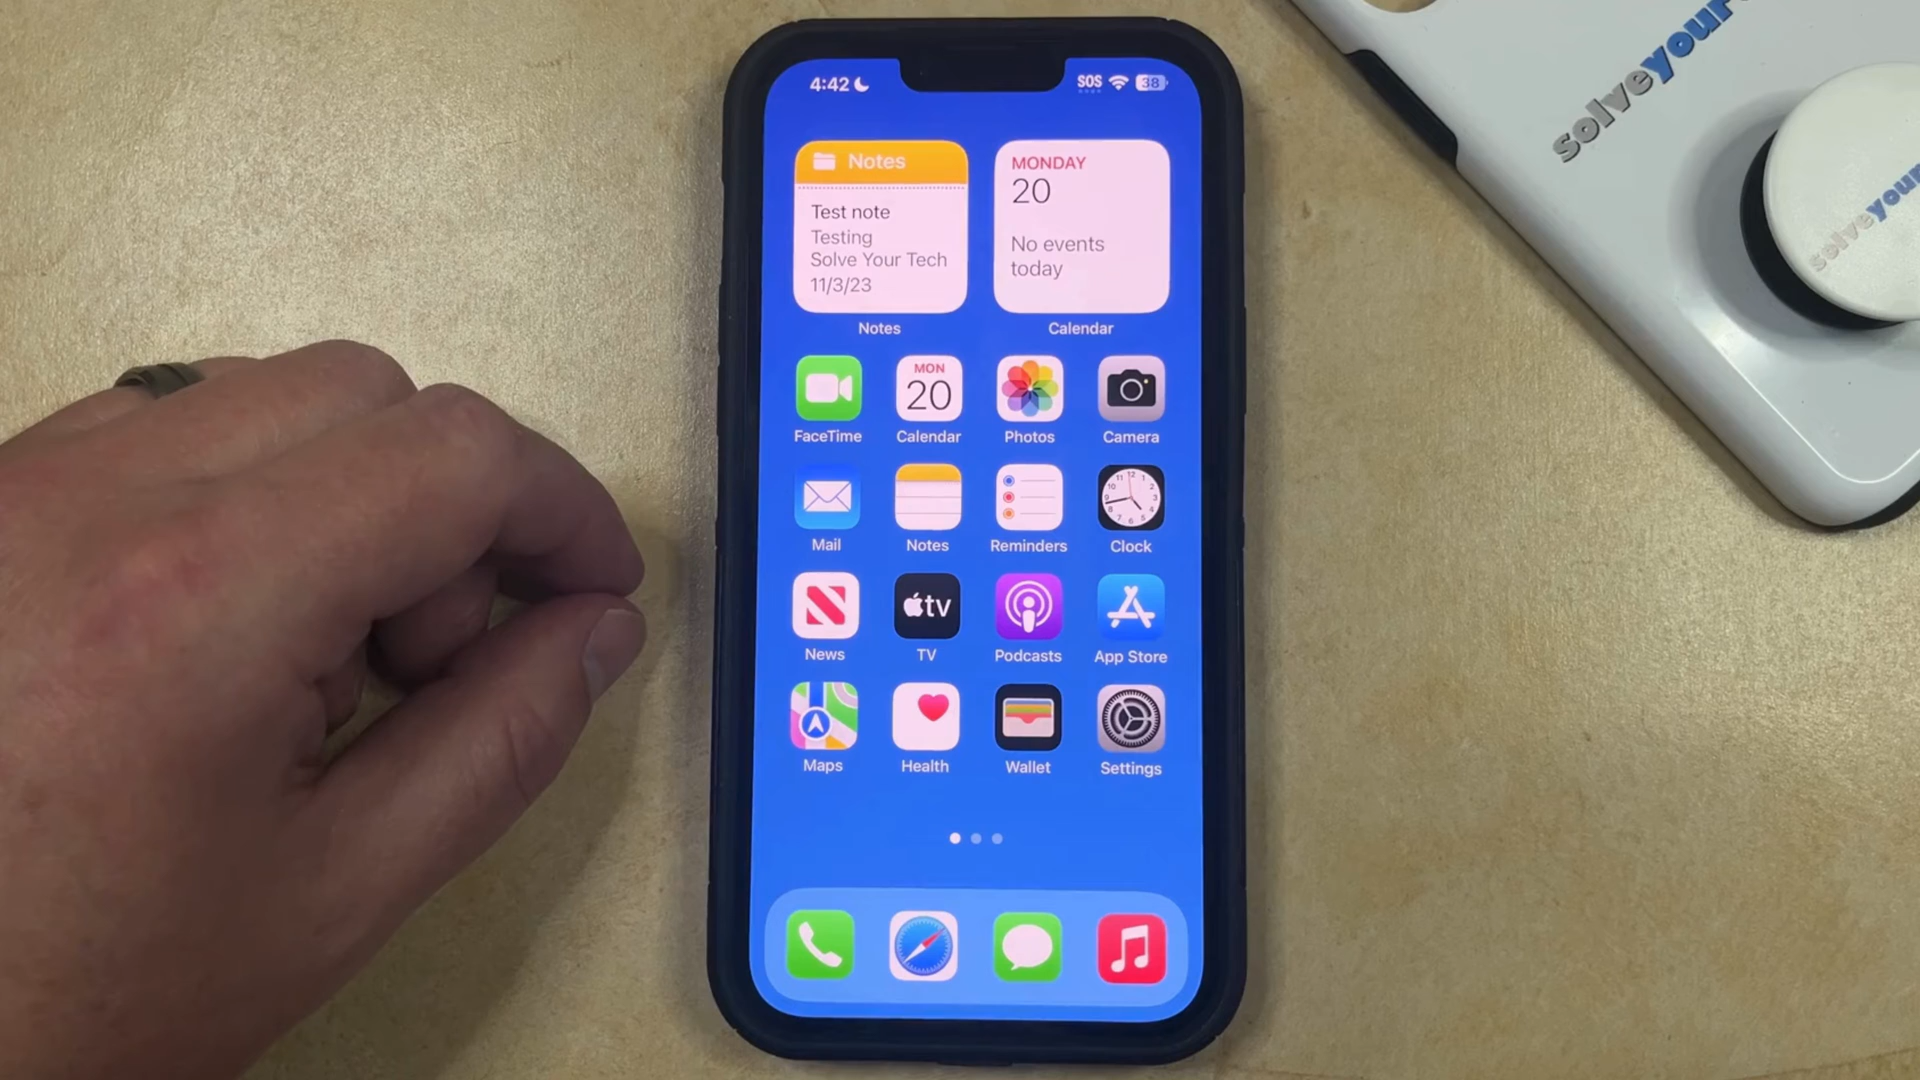 4:42
SOS
38
Notes
MONDAY
20
Test note
Testing
Solve Your Tech
11/3/23
No events
today
Notes
Calendar
MON
20
FaceTime
Calendar
Photos
Camera
Mail
Notes
Reminders
Clock
tv
News
TV
Podcasts
App Store
Maps
Health
Wallet
Settings
solveyour
solveyour